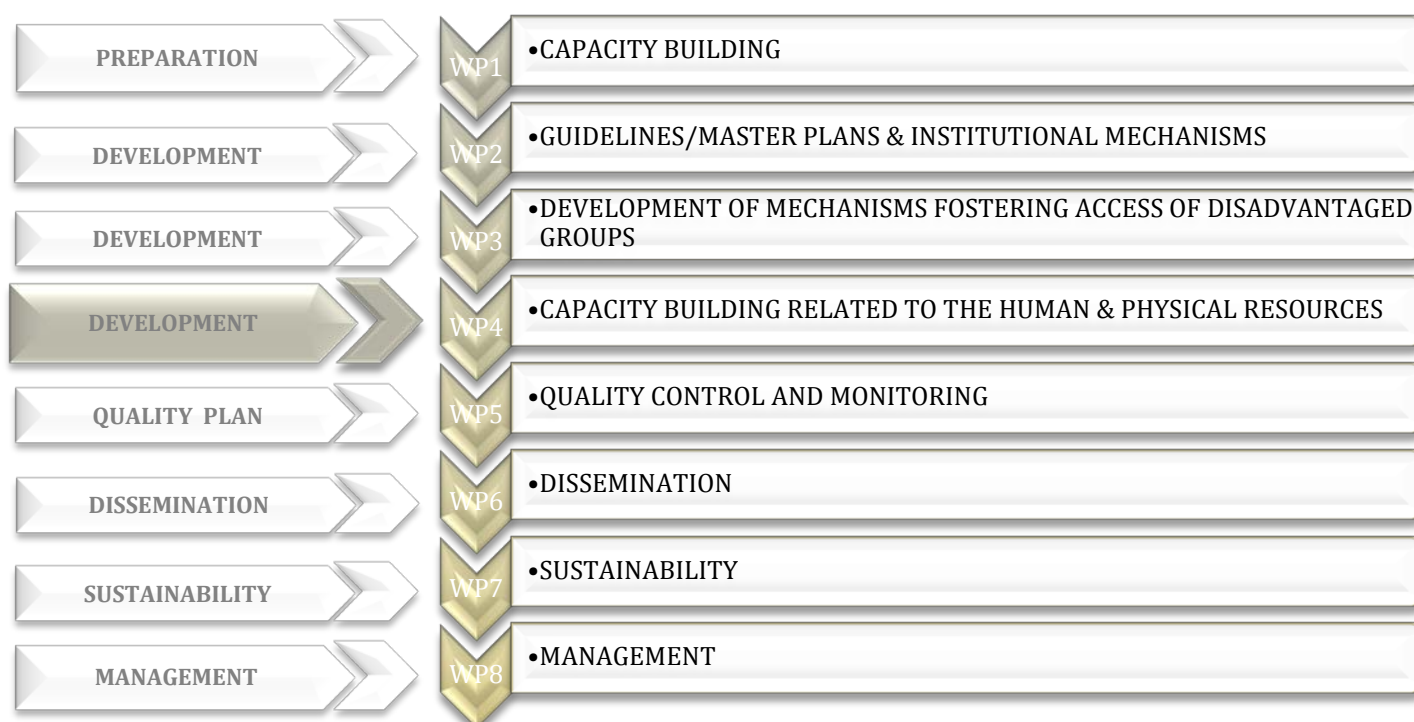 PREPARATION
WP1
•CAPACITY BUILDING
DEVELOPMENT
WP2
•GUIDELINES/MASTER PLANS & INSTITUTIONAL MECHANISMS
DEVELOPMENT
WP3
•DEVELOPMENT OF MECHANISMS FOSTERING ACCESS OF DISADVANTAGED
GROUPS
DEVELOPMENT
WP4
•CAPACITY BUILDING RELATED TO THE HUMAN & PHYSICAL RESOURCES
QUALITY PLAN
WP5
•QUALITY CONTROL AND MONITORING
DISSEMINATION
WP6
•DISSEMINATION
SUSTAINABILITY
WP7
•SUSTAINABILITY
MANAGEMENT
WP8
•MANAGEMENT